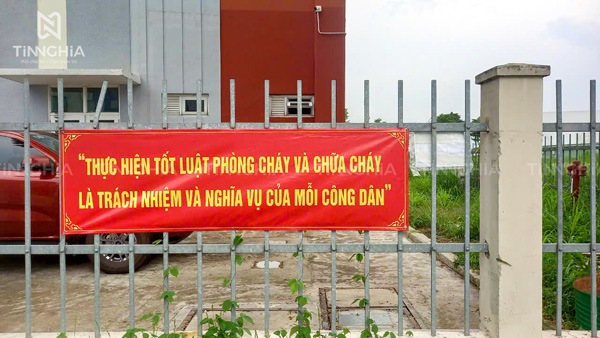 TINNGHIA
"THỰC HIỆN TỐT LUẬT PHÒNG CHÁY VÀ CHỮA CHÁY
LÀ TRÁCH NHIỆM VÀ NGHĨA VỤ CỦA MỖI CÔNG DÂN"